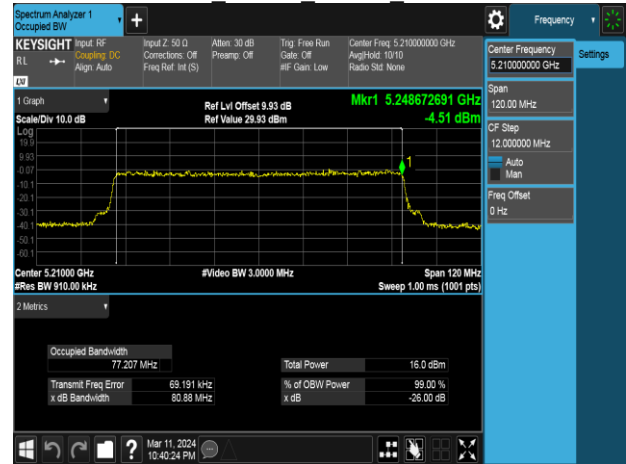 Spectrum Analyzer 1
Occupied BW
Frequency
KEYSIGHT
RL
LXI
Input: RF
Coupling: DC
Align: Auto
Input Z: 50 Ω
Corrections: Off
Freq Ref: Int (S)
Atten: 30 dB
Preamp: Off
Trig: Free Run
Gate: Off
#IF Gain: Low
Center Freq: 5.210000000 GHz
Avg|Hold: 10/10
Radio Std: None
Center Frequency
5.210000000 GHz
Settings
Span
120.00 MHz
CF Step
12.000000 MHz
Auto
Man
Freq Offset
0 Hz
1 Graph
Scale/Div 10.0 dB
Ref Lvl Offset 9.93 dB
Ref Value 29.93 dBm
Mkr1 5.248672691 GHz
-4.51 dBm
Log
19.9
9.93
-0.07
-10.1
-20.1
-30.1
-40.1
-50.1
-60.1
1
Center 5.21000 GHz
#Video BW 3.0000 MHz
Span 120 MHz
#Res BW 910.00 kHz
Sweep 1.00 ms (1001 pts)
2 Metrics
Occupied Bandwidth
77.207 MHz
Total Power 16.0 dBm
Transmit Freq Error 69.191 kHz
% of OBW Power 99.00 %
x dB Bandwidth 80.88 MHz
x dB -26.00 dB
Mar 11, 2024
10:40:24 PM